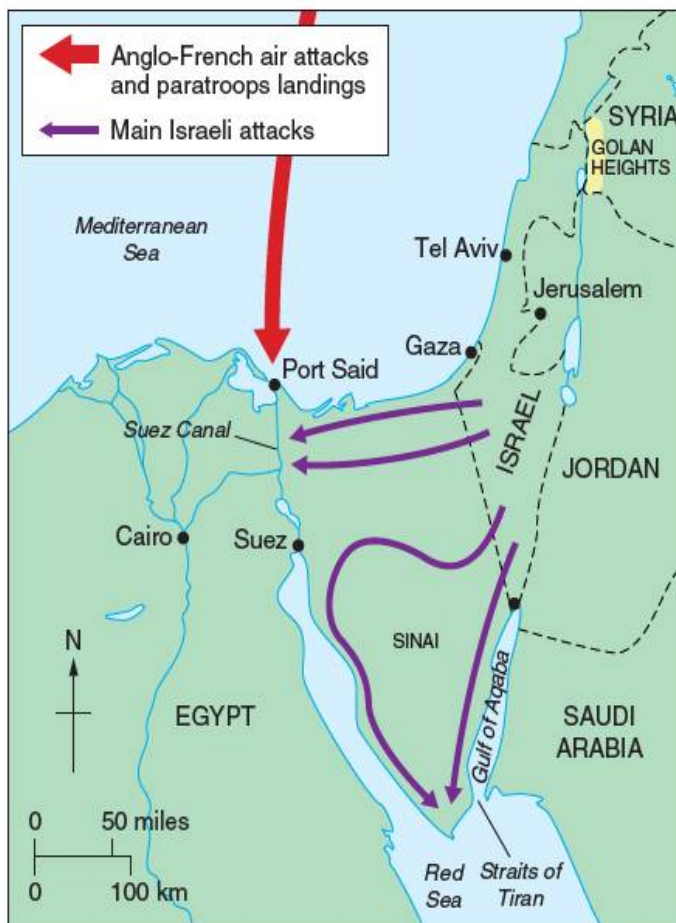 Anglo-French air attacks
and paratroops landings
Main Israeli attacks
SYRIA
GOLAN
HEIGHTS
Mediterranean
Sea
Tel Aviv
Jerusalem
Gaza
Port Said
Suez Canal
ISRAEL
JORDAN
Cairo
Suez
N
SINAI
Gulf of Aqaba
EGYPT
SAUDI
ARABIA
0 50 miles
0 100 km
Red
Sea
Straits of
Tiran